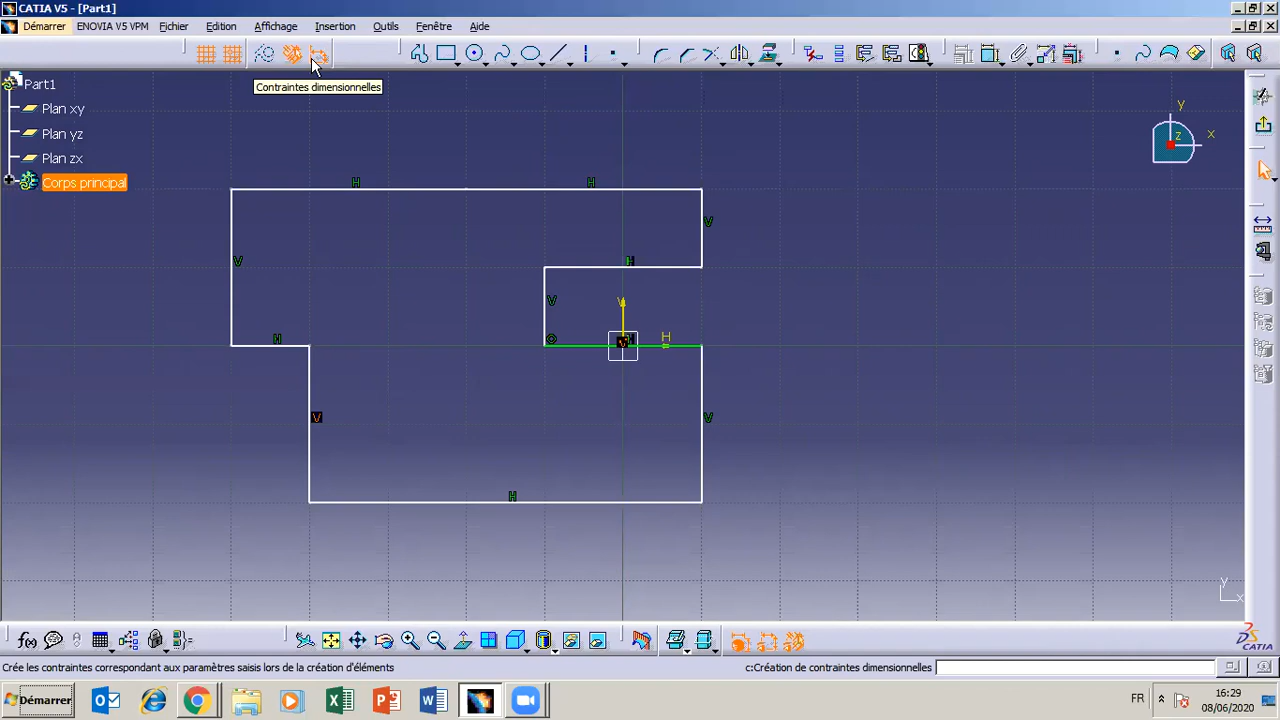 CATIA V5 - [Part1]
Démarrer ENOVIA V5 VPM Fichier Edition Affichage Insertion Outils Fenêtre Aide
Contraintes dimensionnelles
Part1
Plan xy
Plan yz
Plan zx
Corps principal
y
x
z
H H
V
V
H
V
V
H
H
V
H
V
V
H
y
x
f(x)
CATIA
Crée les contraintes correspondant aux paramètres saisis lors de la création d'éléments
c:Création de contraintes dimensionnelles
Démarrer
FR
16:29
08/06/2020